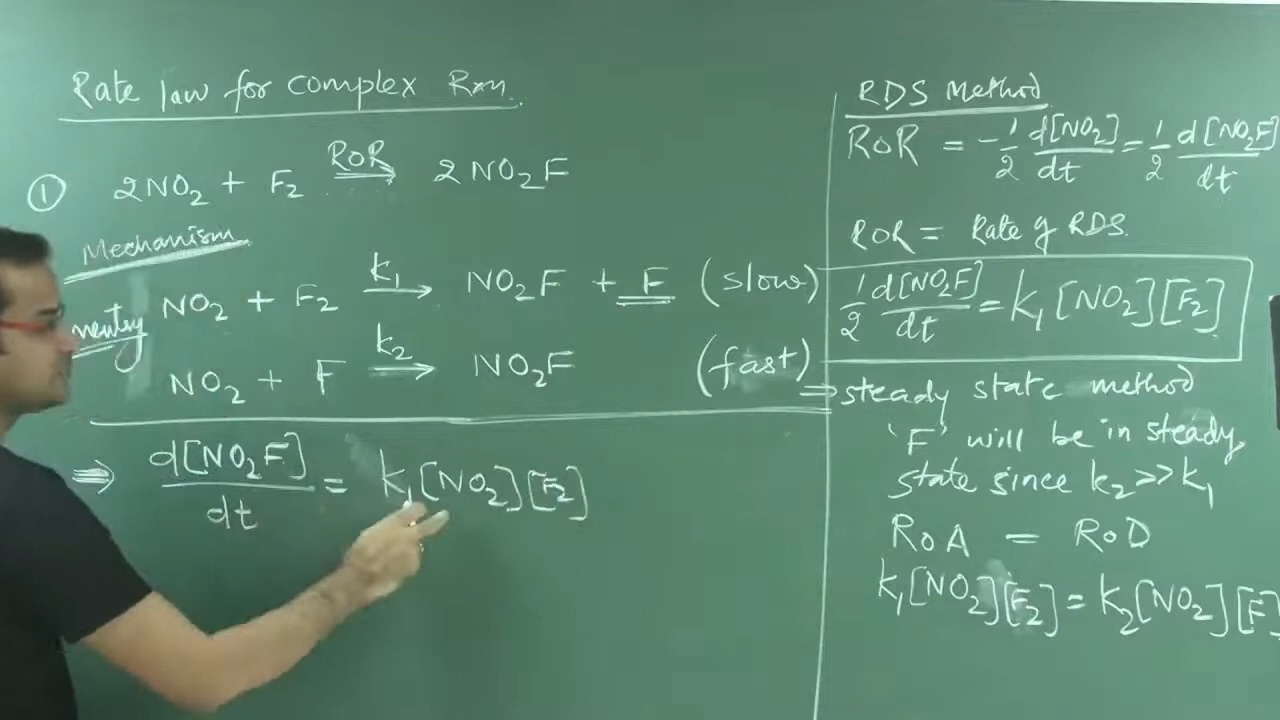 Rate law for complex Rxn.
① 2NO₂ + F₂ RoR→ 2NO₂F
Mechanism
NO₂ + F₂ k₁→ NO₂F + F (slow)
mentry
NO₂ + F k₂→ NO₂F (fast)
⇒ d[NO₂F]/dt = k₁[NO₂][F₂]
RDS Method
RoR = -1/2 d[NO₂]/dt = 1/2 d[NO₂F]/dt
RoR = Rate of RDS.
1/2 d[NO₂F]/dt = k₁[NO₂][F₂]
⇒ steady state method
'F' will be in steady
state since k₂>>k₁
RoA = RoD
k₁[NO₂][F₂] = k₂[NO₂][F]